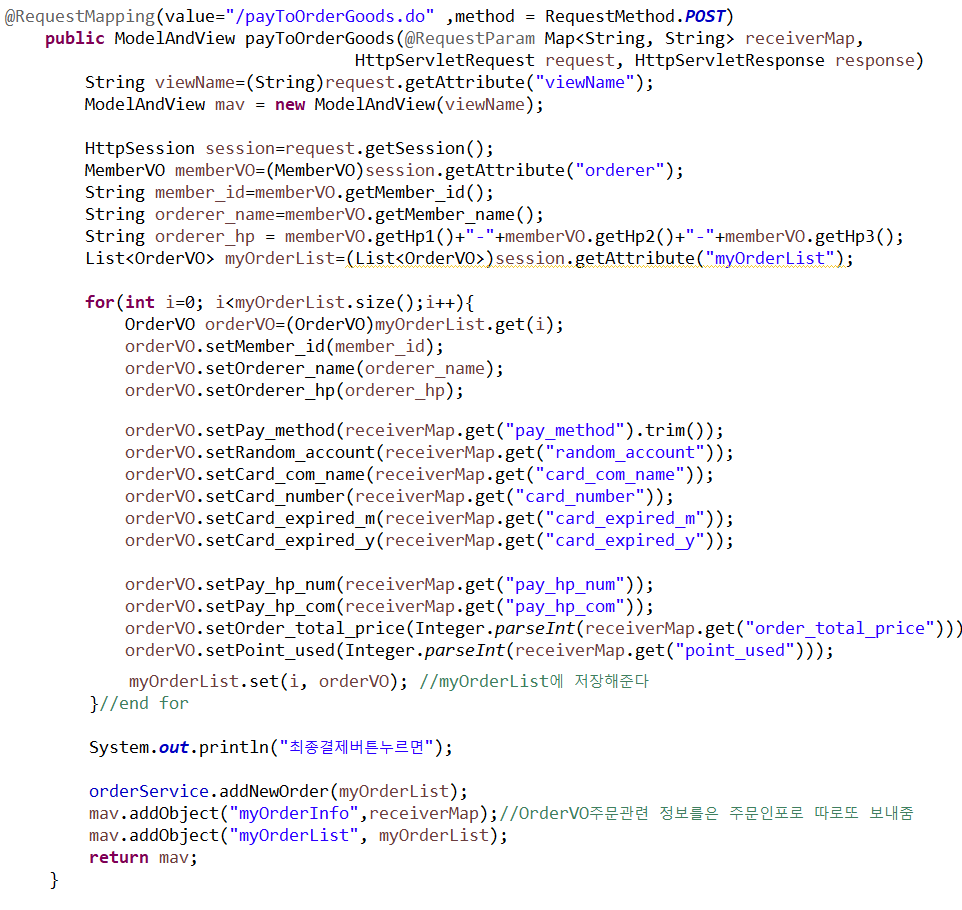 @RequestMapping(value="/payToOrderGoods.do" ,method = RequestMethod.POST)
public ModelAndView payToOrderGoods(@RequestParam Map<String, String> receiverMap,
HttpServletRequest request, HttpServletResponse response)
String viewName=(String)request.getAttribute("viewName");
ModelAndView mav = new ModelAndView(viewName);
HttpSession session=request.getSession();
MemberVO memberVO=(MemberVO)session.getAttribute("orderer");
String member_id=memberVO.getMember_id();
String orderer_name=memberVO.getMember_name();
String orderer_hp = memberVO.getHp1()+"-"+memberVO.getHp2()+"-"+memberVO.getHp3();
List<OrderVO> myOrderList=(List<OrderVO>)session.getAttribute("myOrderList");
for(int i=0; i<myOrderList.size();i++){
OrderVO orderVO=(OrderVO)myOrderList.get(i);
orderVO.setMember_id(member_id);
orderVO.setOrderer_name(orderer_name);
orderVO.setOrderer_hp(orderer_hp);
orderVO.setPay_method(receiverMap.get("pay_method").trim());
orderVO.setRandom_account(receiverMap.get("random_account"));
orderVO.setCard_com_name(receiverMap.get("card_com_name"));
orderVO.setCard_number(receiverMap.get("card_number"));
orderVO.setCard_expired_m(receiverMap.get("card_expired_m"));
orderVO.setCard_expired_y(receiverMap.get("card_expired_y"));
orderVO.setPay_hp_num(receiverMap.get("pay_hp_num"));
orderVO.setPay_hp_com(receiverMap.get("pay_hp_com"));
orderVO.setOrder_total_price(Integer.parseInt(receiverMap.get("order_total_price")))
orderVO.setPoint_used(Integer.parseInt(receiverMap.get("point_used")));
myOrderList.set(i, orderVO); //myOrderList에 저장해준다
}//end for
System.out.println("최종결제버튼누르면");
orderService.addNewOrder(myOrderList);
mav.addObject("myOrderInfo",receiverMap);//OrderVO주문관련 정보를은 주문인포로 따로또 보내줌
mav.addObject("myOrderList", myOrderList);
return mav;
}